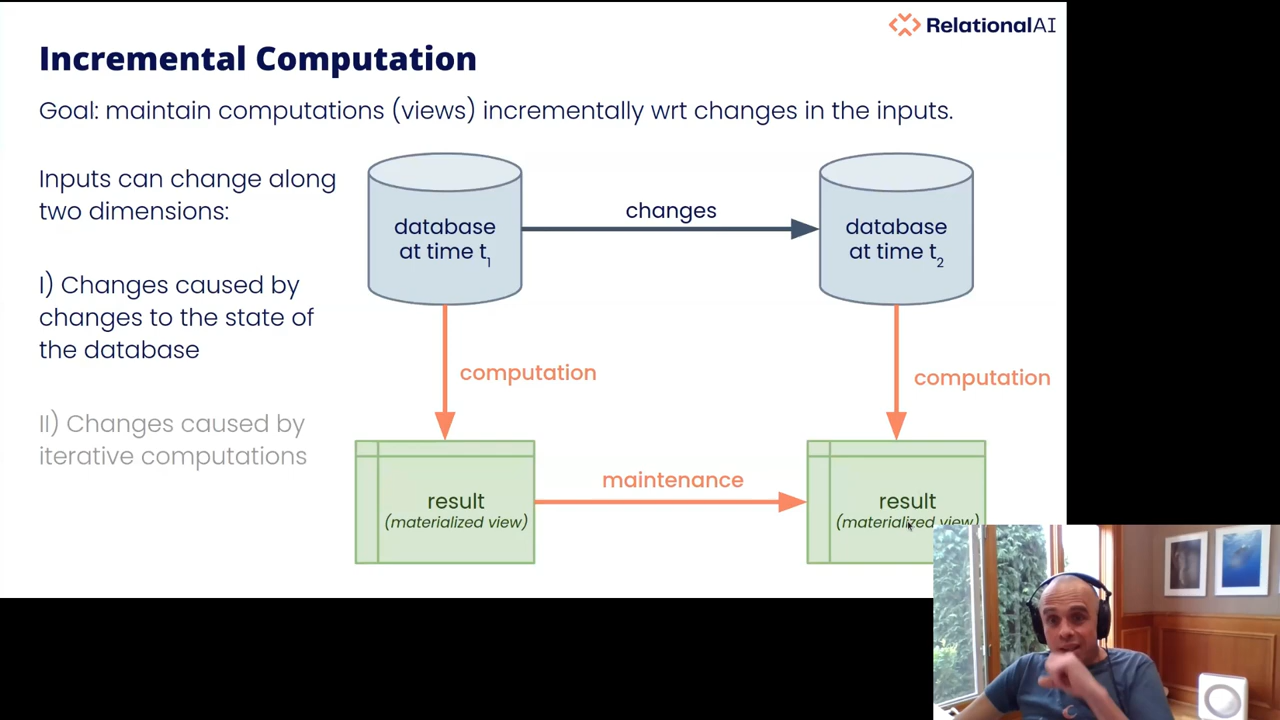 RelationalAI
Incremental Computation
Goal: maintain computations (views) incrementally wrt changes in the inputs.
Inputs can change along
two dimensions:
I) Changes caused by
changes to the state of
the database
II) Changes caused by
iterative computations
database
at time t1
changes
database
at time t2
computation
computation
result
(materialized view)
maintenance
result
(materialized view)